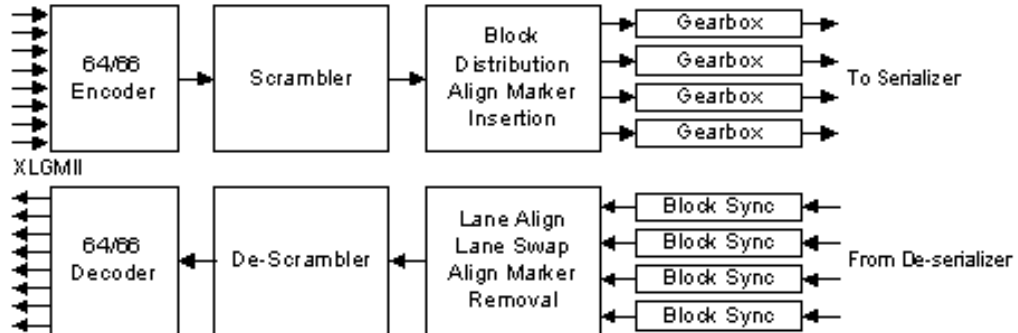 64/66
Encoder
Scrambler
Block
Distribution
Align Marker
Insertion
Gearbox
Gearbox
Gearbox
Gearbox
To Serializer
XLGMII
64/66
Decoder
De-Scrambler
Lane Align
Lane Swap
Align Marker
Removal
Block Sync
Block Sync
Block Sync
Block Sync
From De-serializer